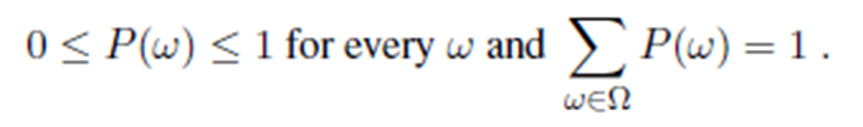 0 ≤ P(ω) ≤ 1 for every ω and ∑ P(ω) = 1 .
ω∈Ω